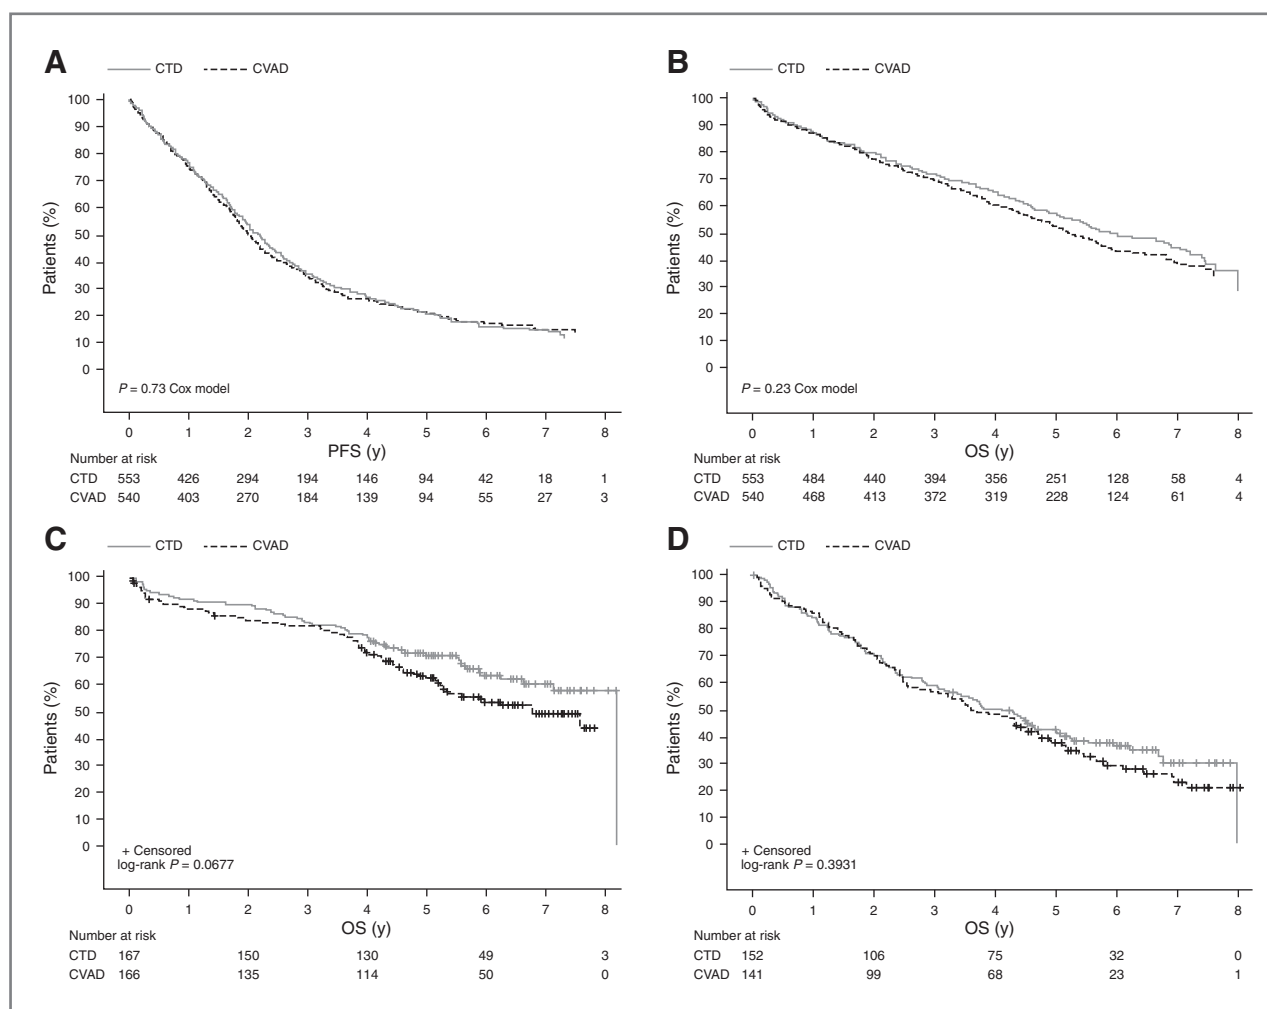 A
CTD CVAD
100
90
80
70
60
50
40
30
20
10
0
Patients (%)
P = 0.73 Cox model
0 1 2 3 4 5 6 7 8
PFS (y)
Number at risk
CTD 553 426 294 194 146 94 42 18 1
CVAD 540 403 270 184 139 94 55 27 3
B
CTD CVAD
100
90
80
70
60
50
40
30
20
10
0
Patients (%)
P = 0.23 Cox model
0 1 2 3 4 5 6 7 8
OS (y)
Number at risk
CTD 553 484 440 394 356 251 128 58 4
CVAD 540 468 413 372 319 228 124 61 4
C
CTD CVAD
100
90
80
70
60
50
40
30
20
10
0
Patients (%)
+ Censored
log-rank P = 0.0677
0 1 2 3 4 5 6 7 8
OS (y)
Number at risk
CTD 167 150 130 49 3
CVAD 166 135 114 50 0
D
CTD CVAD
100
90
80
70
60
50
40
30
20
10
0
Patients (%)
+ Censored
log-rank P = 0.3931
0 1 2 3 4 5 6 7 8
OS (y)
Number at risk
CTD 152 106 75 32 0
CVAD 141 99 68 23 1